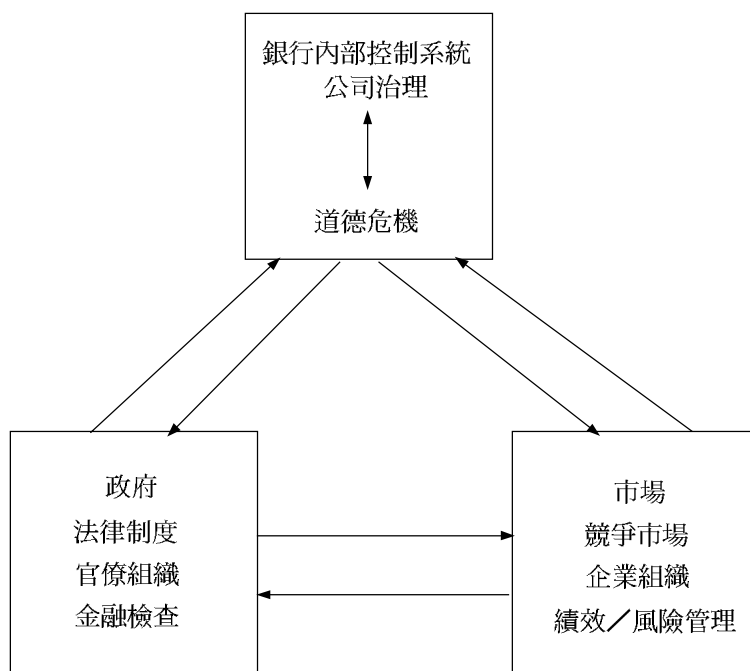 銀行內部控制系統
公司治理
道德危機
政府
法律制度
官僚組織
金融檢查
市場
競爭市場
企業組織
績效／風險管理